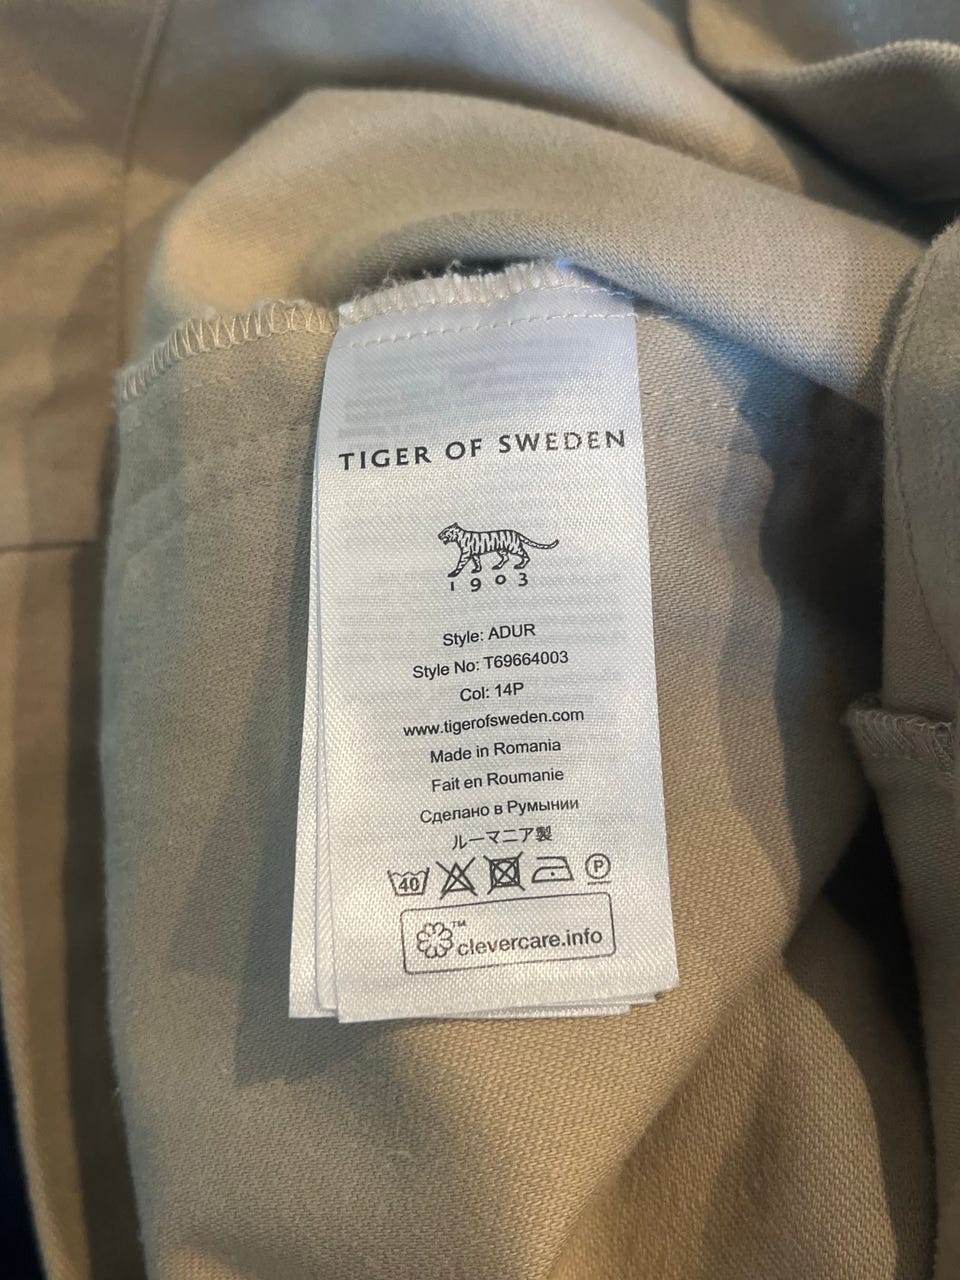 TIGER OF SWEDEN
1903
Style: ADUR
Style No: T69664003
Col: 14P
www.tigerofsweden.com
Made in Romania
Fait en Roumanie
Сделано в Румынии
ルーマニア製
40 P
™ clevercare.info